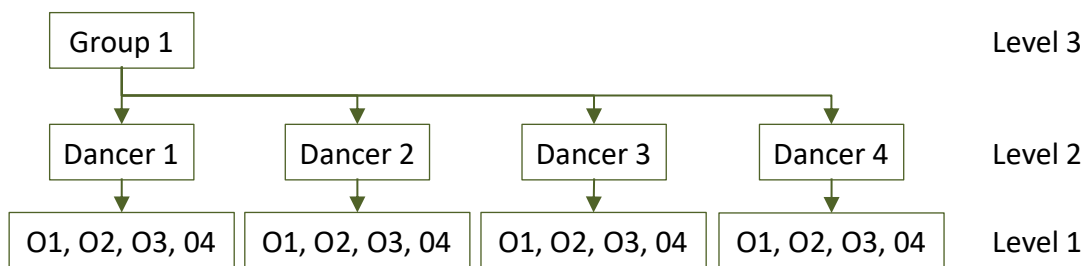 Group 1 Level 3
Dancer 1 Dancer 2 Dancer 3 Dancer 4 Level 2
O1, O2, O3, 04 O1, O2, O3, 04 O1, O2, O3, 04 O1, O2, O3, 04 Level 1